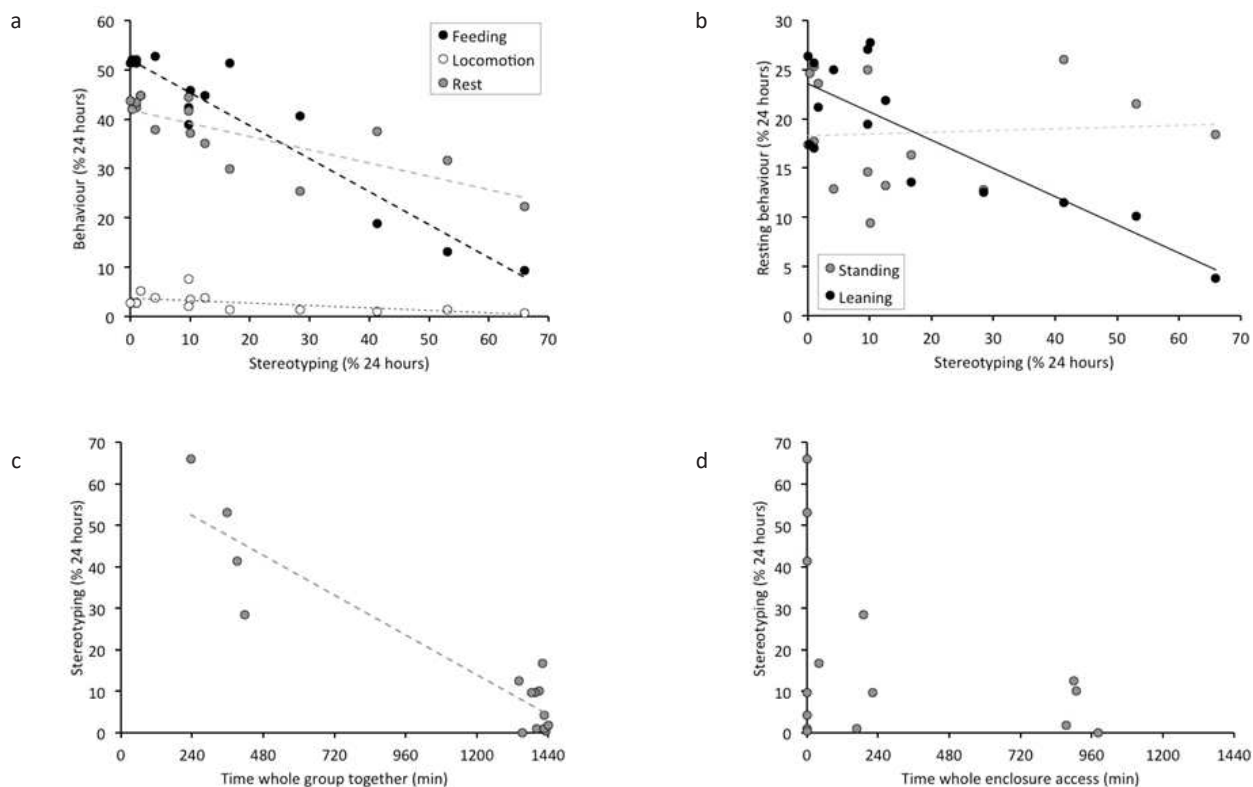 a
60
50
40
30
20
10
0
Behaviour (% 24 hours)
Feeding
Locomotion
Rest
0 10 20 30 40 50 60 70
Stereotyping (% 24 hours)
b
30
25
20
15
10
5
0
Resting behaviour (% 24 hours)
Standing
Leaning
0 10 20 30 40 50 60 70
Stereotyping (% 24 hours)
c
70
60
50
40
30
20
10
0
Stereotyping (% 24 hours)
0 240 480 720 960 1200 1440
Time whole group together (min)
d
70
60
50
40
30
20
10
0
Stereotyping (% 24 hours)
0 240 480 720 960 1200 1440
Time whole enclosure access (min)